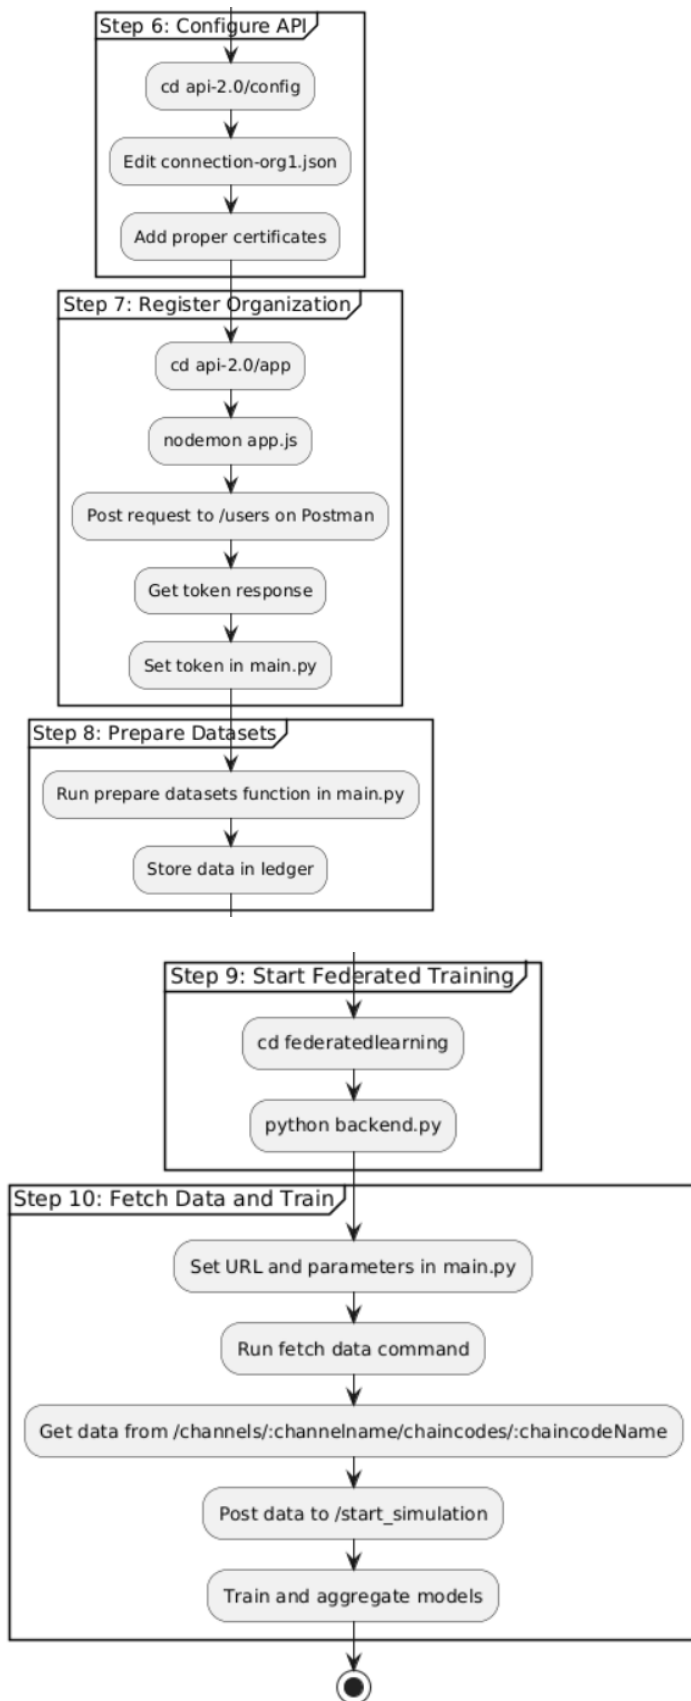 Step 6: Configure API
cd api-2.0/config
Edit connection-org1.json
Add proper certificates
Step 7: Register Organization
cd api-2.0/app
nodemon app.js
Post request to /users on Postman
Get token response
Set token in main.py
Step 8: Prepare Datasets
Run prepare datasets function in main.py
Store data in ledger
Step 9: Start Federated Training
cd federatedlearning
python backend.py
Step 10: Fetch Data and Train
Set URL and parameters in main.py
Run fetch data command
Get data from /channels/:channelname/chaincodes/:chaincodeName
Post data to /start_simulation
Train and aggregate models